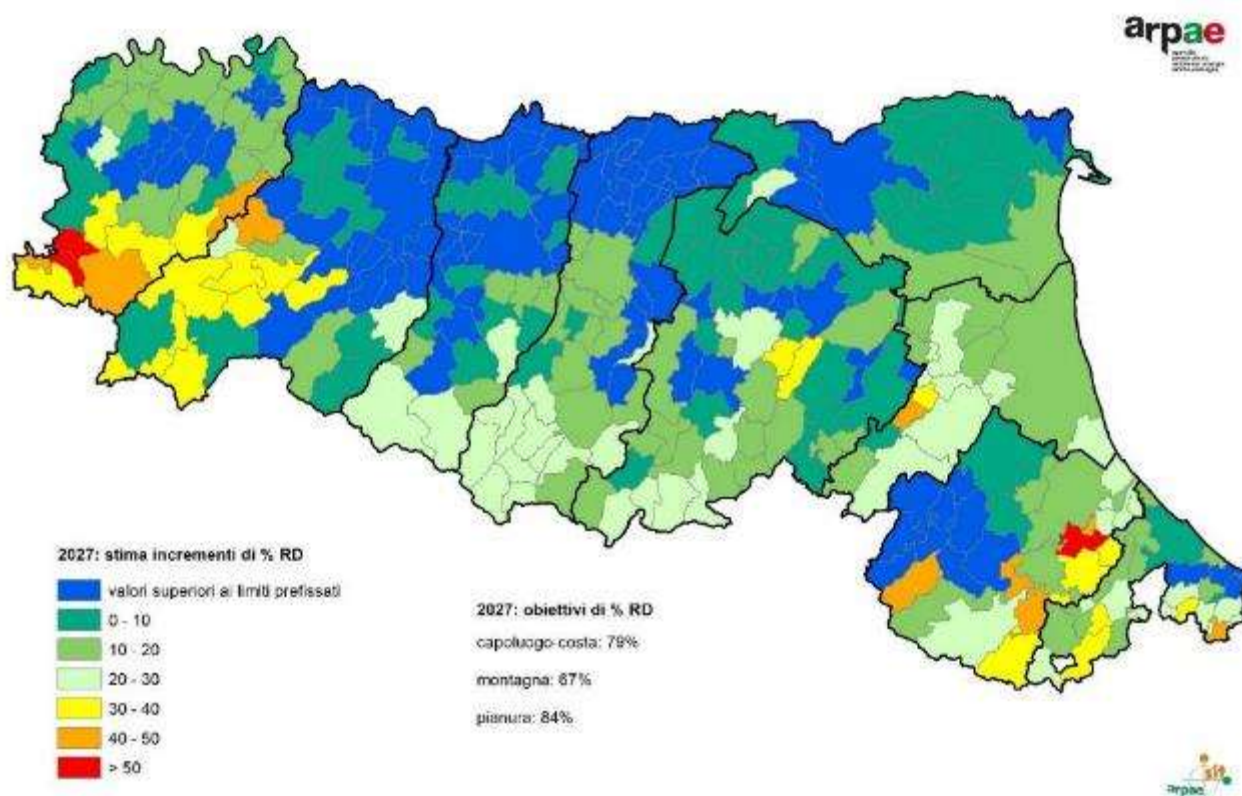 arpae
2027: stima incrementi di % RD
valori superiori ai limiti prefissati
0 - 10
10 - 20
20 - 30
30 - 40
40 - 50
> 50
2027: obiettivi di % RD
capoluogo-costa: 79%
montagna: 67%
pianura: 84%
arpae